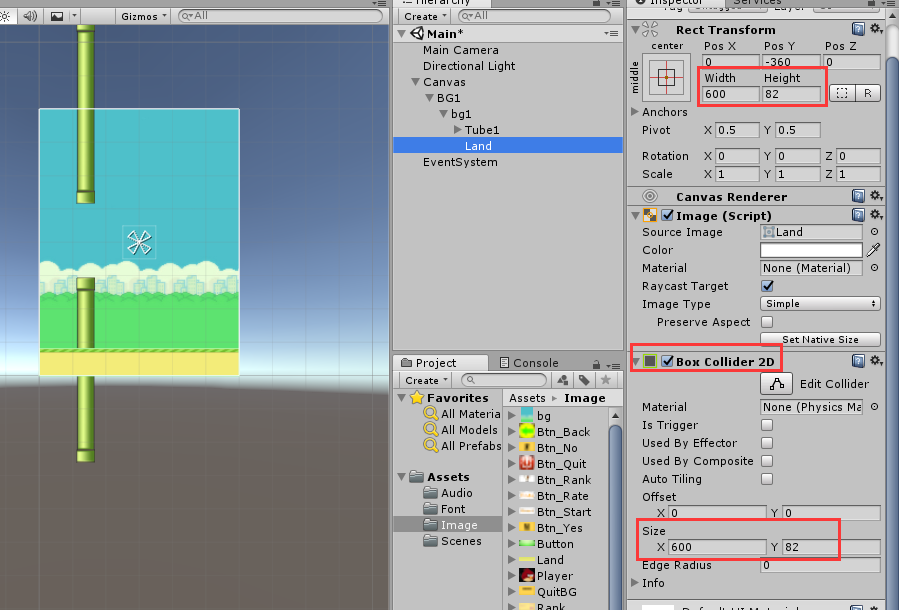 Gizmos All
Hierarchy
Create All
Main*
Main Camera
Directional Light
Canvas
BG1
bg1
Tube1
Land
EventSystem
Project Console
Create
Favorites
All Materia
All Models
All Prefabs
Assets
Audio
Font
Image
Scenes
Assets Image
bg
Btn_Back
Btn_No
Btn_Quit
Btn_Rank
Btn_Rate
Btn_Start
Btn_Yes
Button
Land
Player
QuitBG
Rank
Inspector Services
Rect Transform
center Pos X Pos Y Pos Z
middle
0 -360 0
Width Height
600 82
R
Anchors
Pivot X 0.5 Y 0.5
Rotation X 0 Y 0 Z 0
Scale X 1 Y 1 Z 1
Canvas Renderer
Image (Script)
Source Image Land
Color
Material None (Material)
Raycast Target
Image Type Simple
Preserve Aspect
Set Native Size
Box Collider 2D
Edit Collider
Material None (Physics Ma
Is Trigger
Used By Effector
Used By Composite
Auto Tiling
Offset
X 0 Y 0
Size
X 600 Y 82
Edge Radius 0
Info